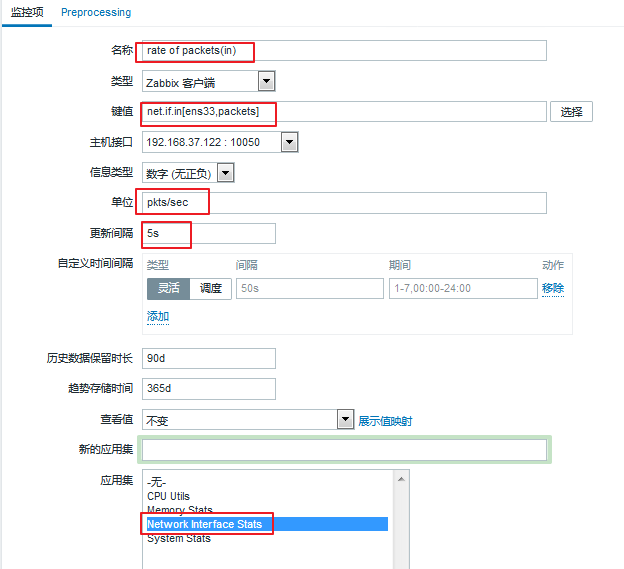 监控项 Preprocessing
名称 rate of packets(in)
类型 Zabbix 客户端
键值 net.if.in[ens33,packets] 选择
主机接口 192.168.37.122 : 10050
信息类型 数字 (无正负)
单位 pkts/sec
更新间隔 5s
自定义时间间隔 类型 间隔 期间 动作
灵活 调度 50s 1-7,00:00-24:00 移除
添加
历史数据保留时长 90d
趋势存储时间 365d
查看值 不变 展示值映射
新的应用集
应用集 -无-
CPU Utils
Memory Stats
Network Interface Stats
System Stats